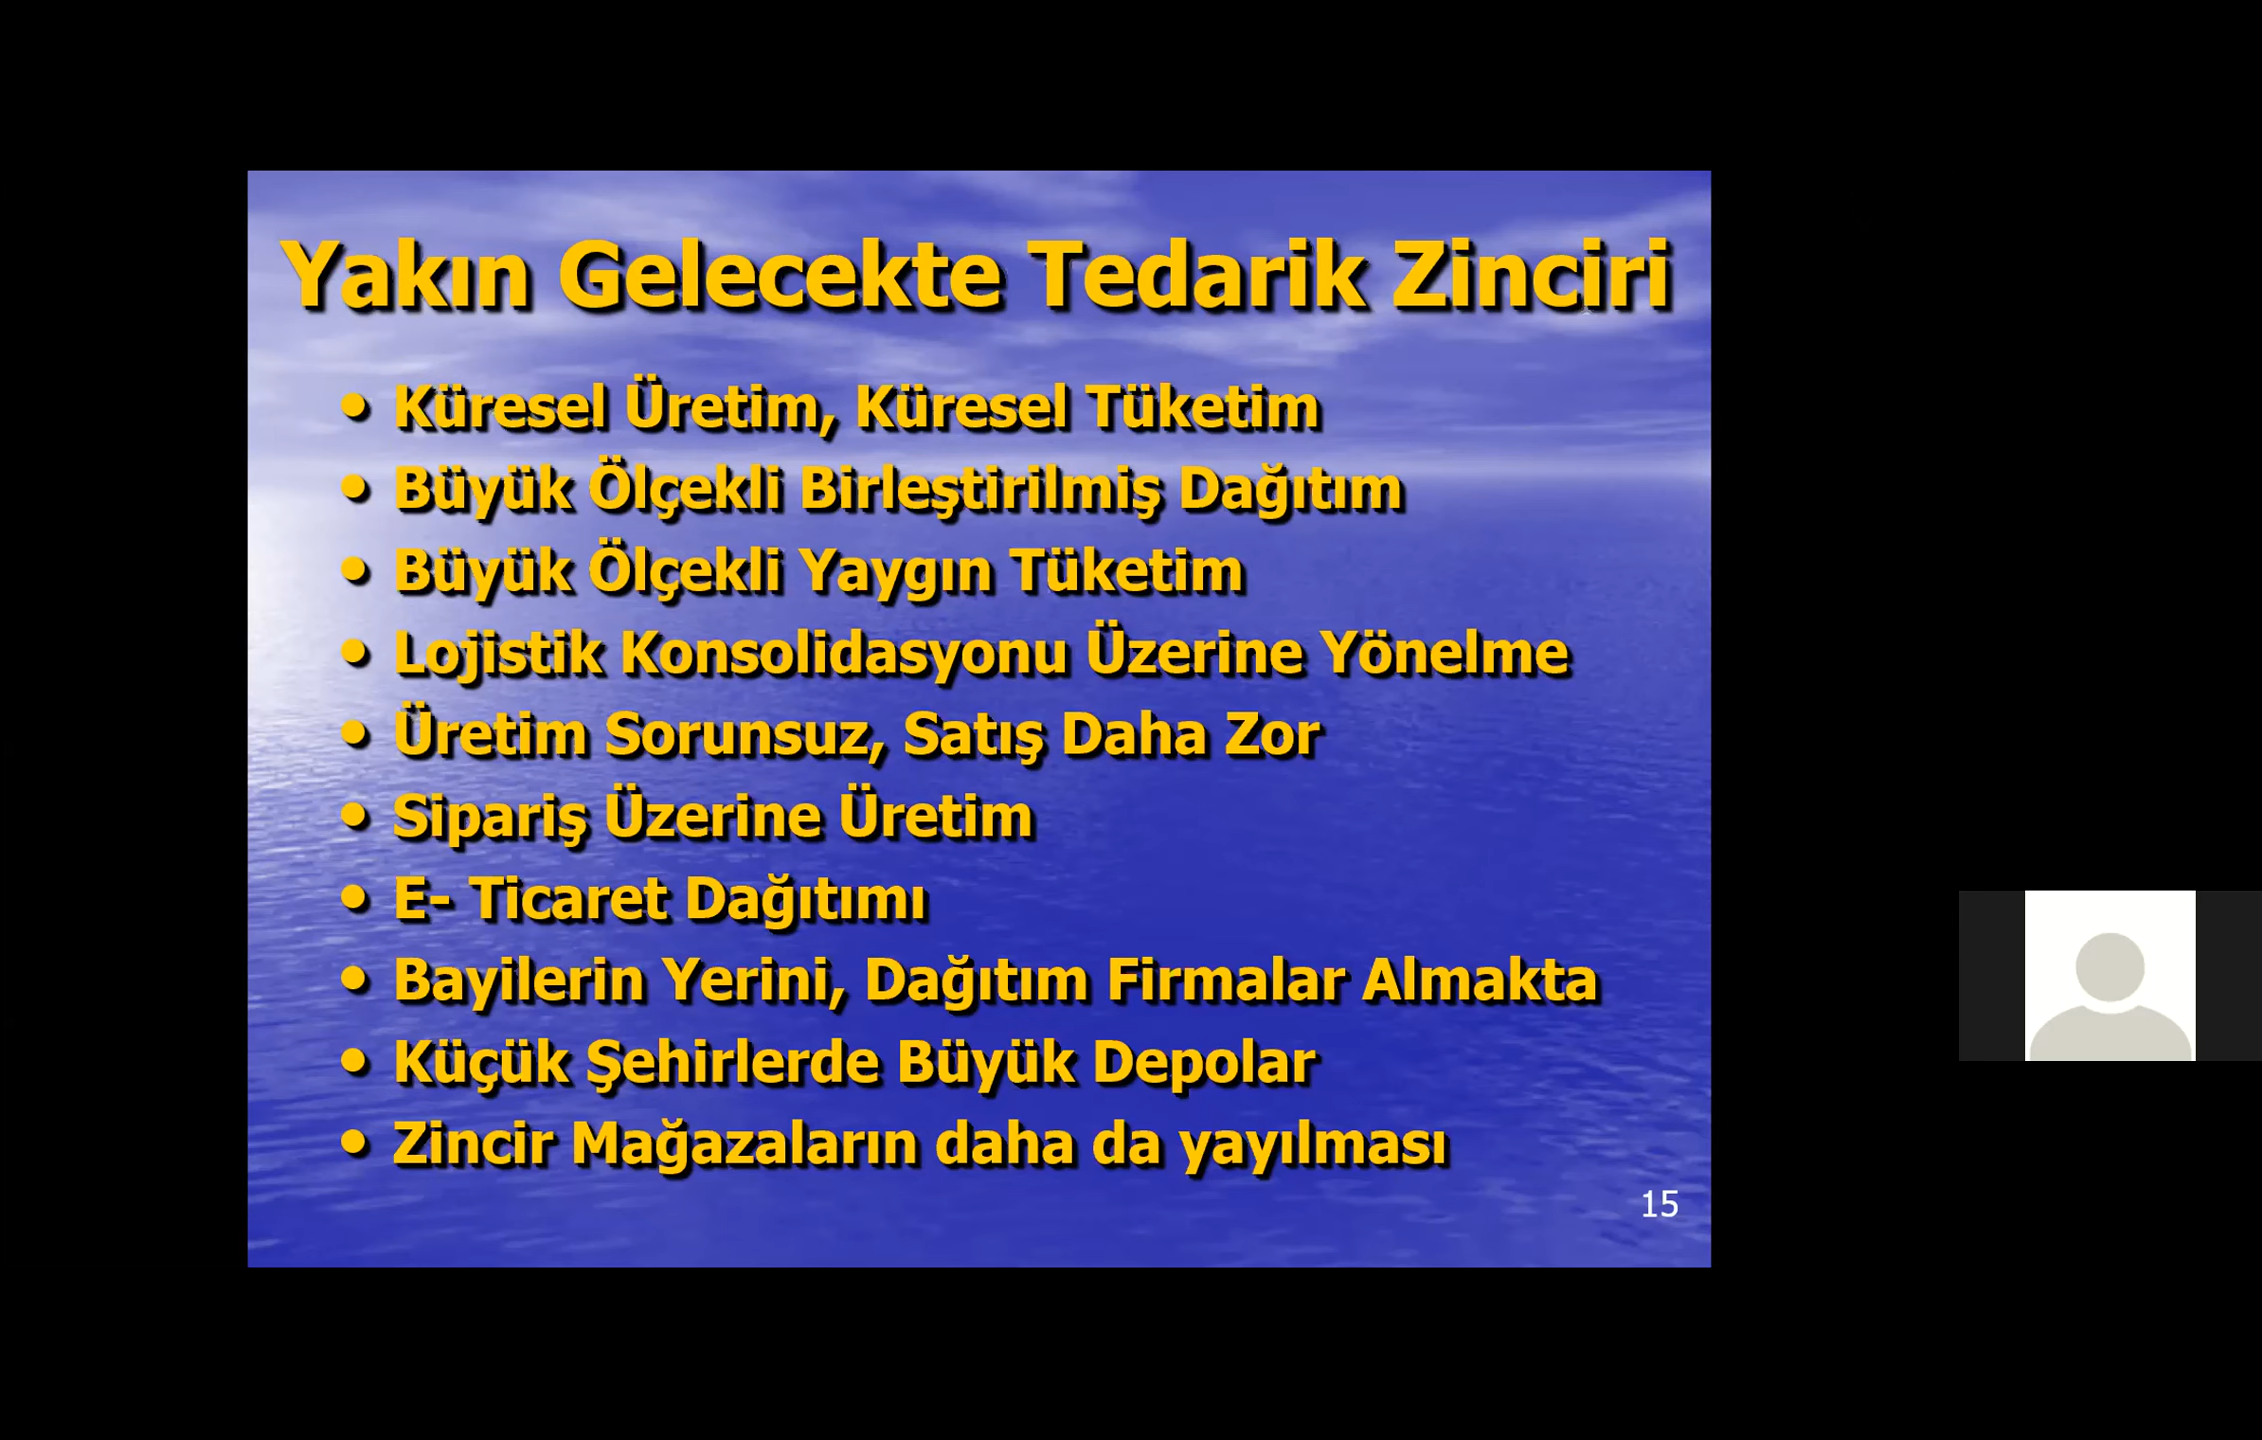 Yakın Gelecekte Tedarik Zinciri
• Küresel Üretim, Küresel Tüketim
• Büyük Ölçekli Birleştirilmiş Dağıtım
• Büyük Ölçekli Yaygın Tüketim
• Lojistik Konsolidasyonu Üzerine Yönelme
• Üretim Sorunsuz, Satış Daha Zor
• Sipariş Üzerine Üretim
• E- Ticaret Dağıtımı
• Bayilerin Yerini, Dağıtım Firmalar Almakta
• Küçük Şehirlerde Büyük Depolar
• Zincir Mağazaların daha da yayılması
15